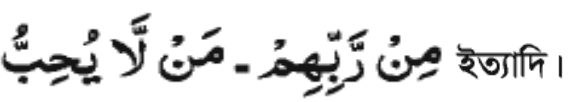 مِنْ رَّبِّهِمْ ـ مَنْ لَّا يُحِبُّ ইত্যাদি।